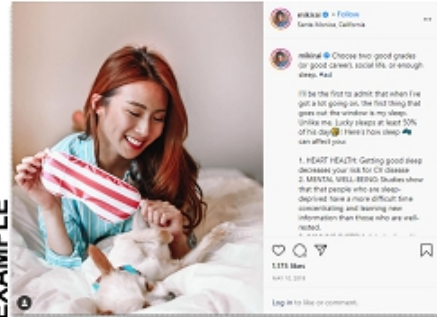 EXAMPLE
mikirai • Follow
Santa Monica, California
mikirai Choose two: good grades
(or good career), social life, or enough
sleep. #ad
I'll be the first to admit that when I've
got a lot going on, the first thing that
goes out the window is my sleep.
Unlike me, Lucky sleeps at least 50%
of his day! Here's how sleep
can affect you:
1. HEART HEALTH: Getting good sleep
decreases your risk for
2. MENTAL WELL-BEING: Studies show
that that people who are sleep-
deprived have a more difficult time
concentrating and learning new
information than those who are well-
rested.
likes
MAY 10,
Log in to like or comment.